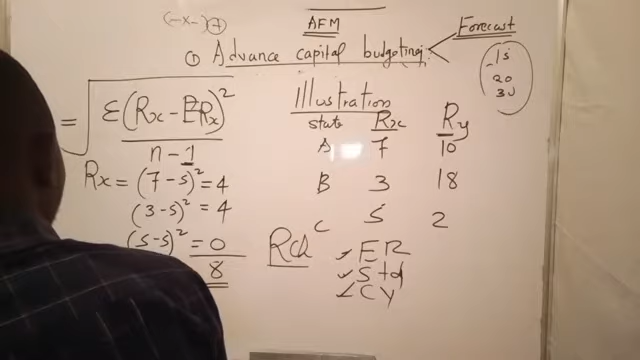 (-x-)+
AFM
Forecast
① Advance capital budgeting
15
20
30
= √ Σ(Rx - ERx)²
n - 1
Illustration
state Rx Ry
A 7 10
B 3 18
C 5 2
Rx = (7-5)² = 4
(3-5)² = 4
(5-5)² = 0
8
✓ ER
✓ Std
✓ CV